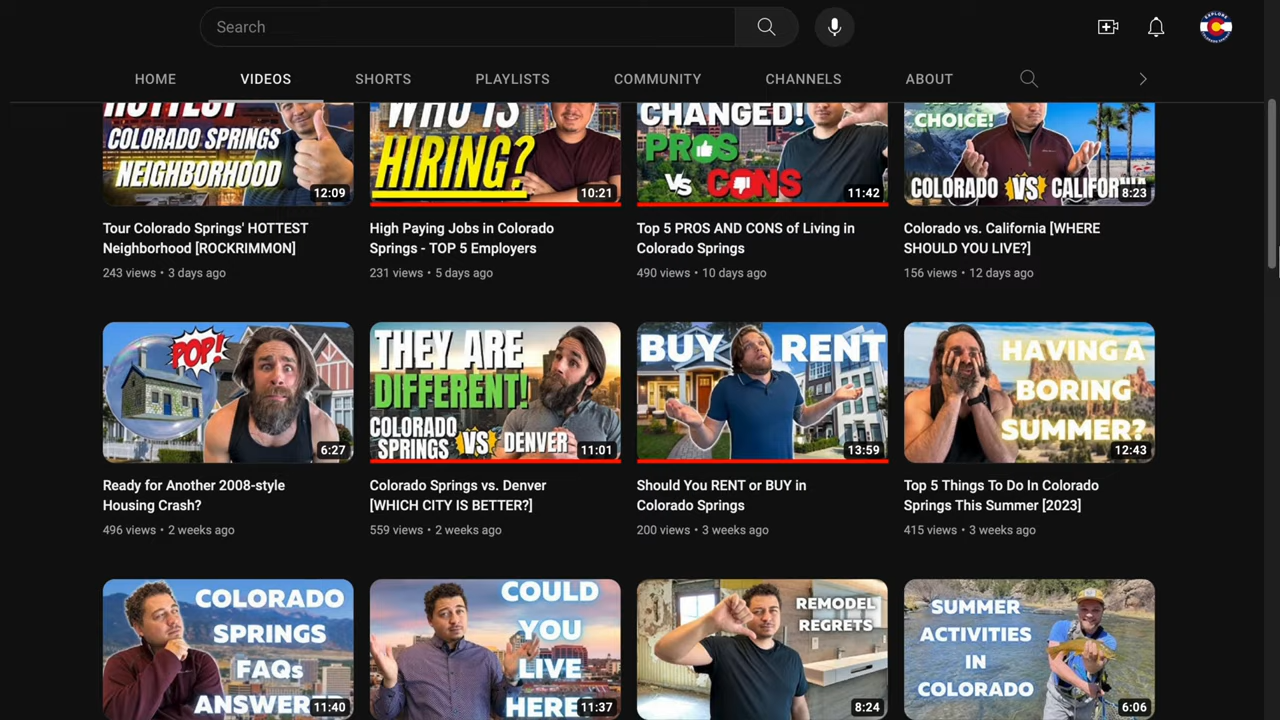 Search
EXPLORE
HOME
VIDEOS
SHORTS
PLAYLISTS
COMMUNITY
CHANNELS
ABOUT
HOTTEST
COLORADO SPRINGS
NEIGHBORHOOD
12:09
WHO IS
HIRING?
10:21
CHANGED!
PROS
VS CONS
11:42
CHOICE!
COLORADO VS CALIFORNIA
8:23
Tour Colorado Springs' HOTTEST
Neighborhood [ROCKRIMMON]
243 views • 3 days ago
High Paying Jobs in Colorado
Springs - TOP 5 Employers
231 views • 5 days ago
Top 5 PROS AND CONS of Living in
Colorado Springs
490 views • 10 days ago
Colorado vs. California [WHERE
SHOULD YOU LIVE?]
156 views • 12 days ago
POP!
6:27
THEY ARE
DIFFERENT!
COLORADO
SPRINGS VS DENVER
11:01
BUY RENT
13:59
HAVING A
BORING
SUMMER?
12:43
Ready for Another 2008-style
Housing Crash?
496 views • 2 weeks ago
Colorado Springs vs. Denver
[WHICH CITY IS BETTER?]
559 views • 2 weeks ago
Should You RENT or BUY in
Colorado Springs
200 views • 3 weeks ago
Top 5 Things To Do In Colorado
Springs This Summer [2023]
415 views • 3 weeks ago
COLORADO
SPRINGS
FAQs
ANSWER
11:40
COULD
YOU
LIVE
HERE
11:37
REMODEL
REGRETS
8:24
SUMMER
ACTIVITIES
IN
COLORADO
6:06